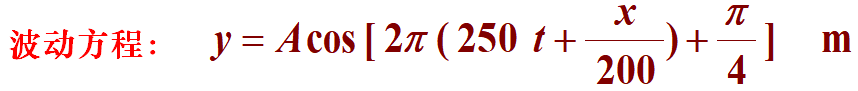 波动方程： y = A cos [ 2π ( 250 t + x/200 ) + π/4 ] m